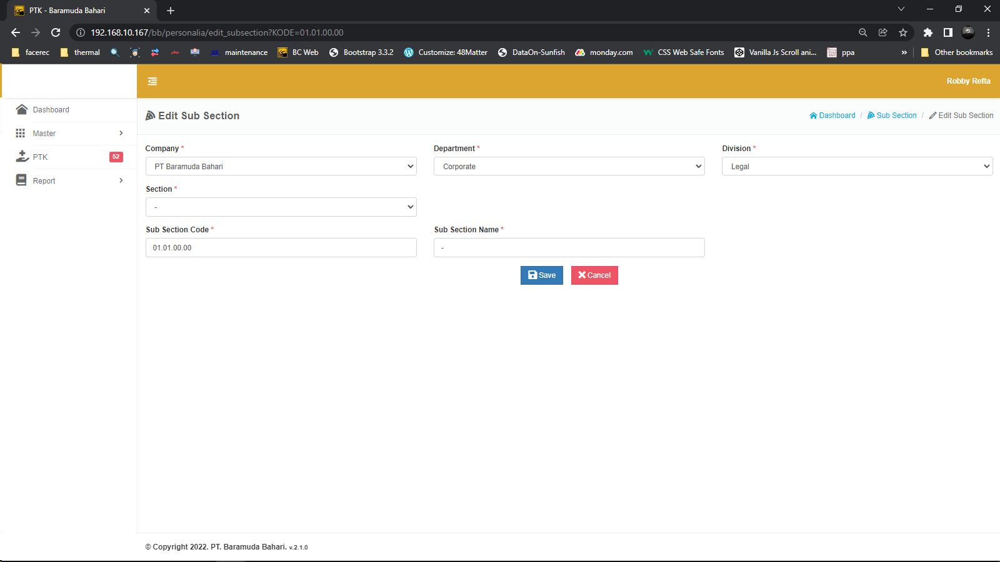 PTK - Baramuda Bahari
192.168.10.167/bb/personalia/edit_subsection?KODE=01.01.00.00
facerec thermal maintenance BC Web Bootstrap 3.3.2 Customize: 48Matter DataOn-Sunfish monday.com CSS Web Safe Fonts Vanilla Js Scroll ani... ppa » Other bookmarks
Robby Refta
Dashboard
Master
PTK 52
Report
Edit Sub Section
Dashboard / Sub Section / Edit Sub Section
Company * Department * Division *
PT Baramuda Bahari Corporate Legal
Section *
-
Sub Section Code * Sub Section Name *
01.01.00.00 -
Save Cancel
© Copyright 2022. PT. Baramuda Bahari. v.2.1.0